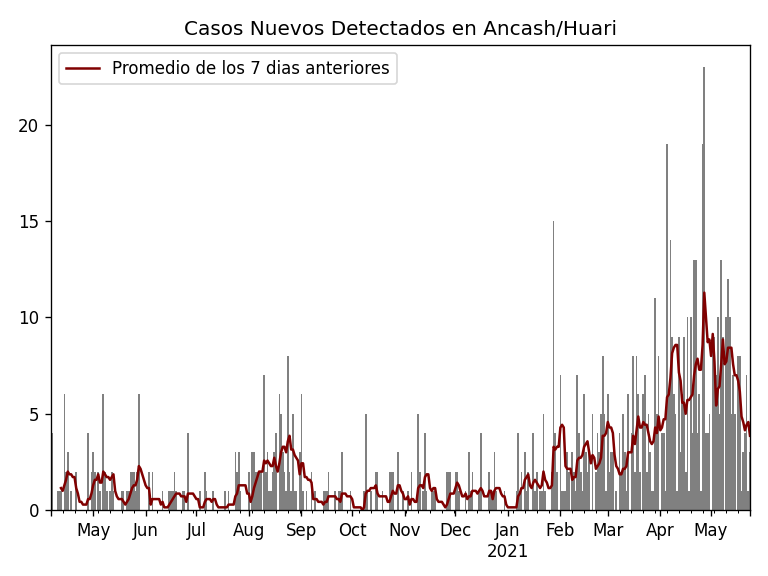 Casos Nuevos Detectados en Ancash/Huari
Promedio de los 7 dias anteriores
20
15
10
5
0
May Jun Jul Aug Sep Oct Nov Dec Jan Feb Mar Apr May
2021